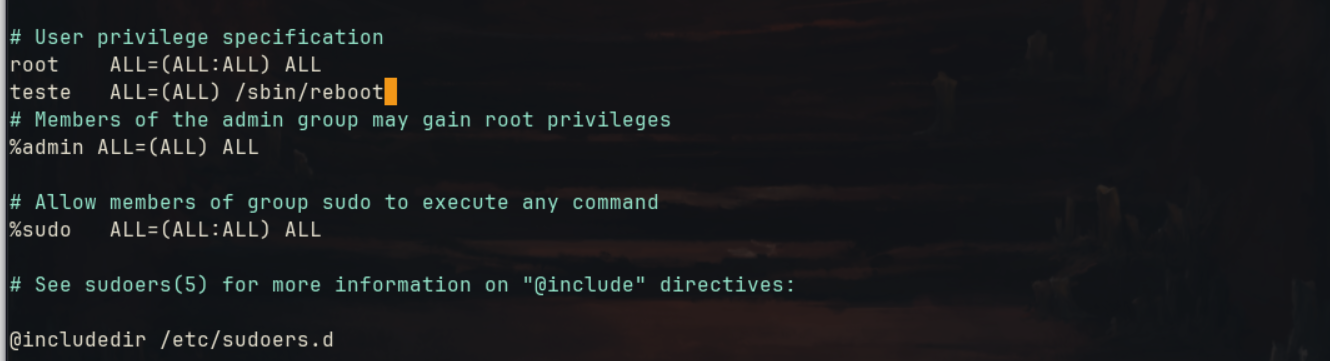 # User privilege specification
root    ALL=(ALL:ALL) ALL
teste   ALL=(ALL) /sbin/reboot
# Members of the admin group may gain root privileges
%admin ALL=(ALL) ALL

# Allow members of group sudo to execute any command
%sudo   ALL=(ALL:ALL) ALL

# See sudoers(5) for more information on "@include" directives:

@includedir /etc/sudoers.d